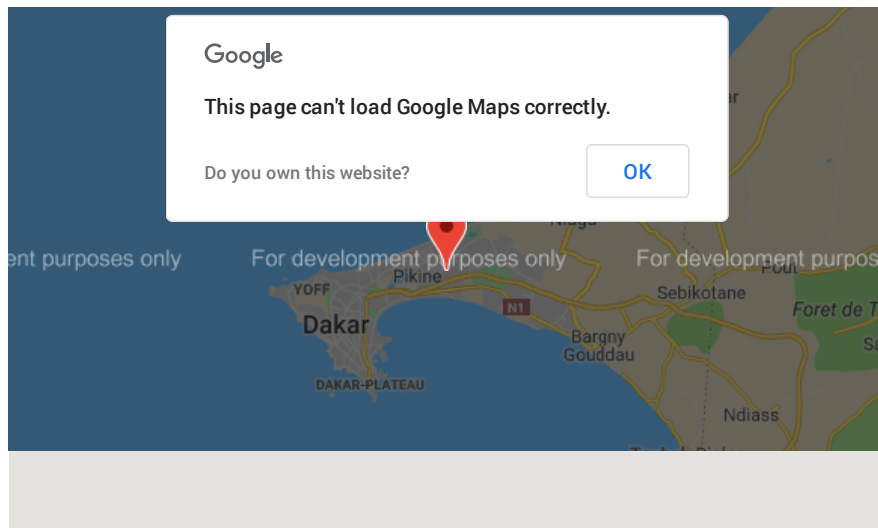 Google
This page can't load Google Maps correctly.
Do you own this website?
OK
ent purposes only
For development purposes only
For development purpos
Pikine
Pout
YOFF
Sebikotane
N1
Foret de T
Dakar
Bargny
Gouddau
DAKAR-PLATEAU
Ndiass